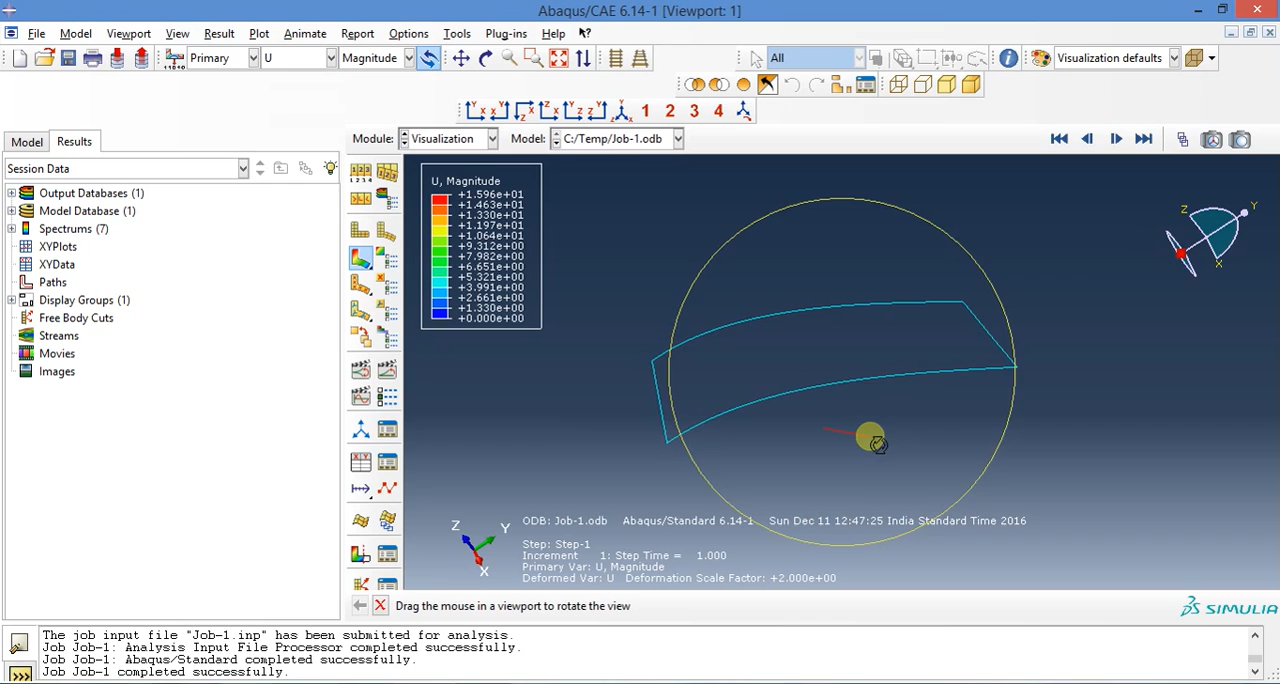 Abaqus/CAE 6.14-1 [Viewport: 1]
File Model Viewport View Result Plot Animate Report Options Tools Plug-ins Help
Primary U Magnitude All Visualization defaults
1 2 3 4
Model Results
Module: Visualization Model: C:/Temp/Job-1.odb
Session Data
Output Databases (1)
Model Database (1)
Spectrums (7)
XYPlots
XYData
Paths
Display Groups (1)
Free Body Cuts
Streams
Movies
Images
U, Magnitude
+1.596e+01
+1.463e+01
+1.330e+01
+1.197e+01
+1.064e+01
+9.312e+00
+7.982e+00
+6.651e+00
+5.321e+00
+3.991e+00
+2.661e+00
+1.330e+00
+0.000e+00
Z Y
X
Z Y
X
ODB: Job-1.odb Abaqus/Standard 6.14-1 Sun Dec 11 12:47:25 India Standard Time 2016
Step: Step-1
Increment 1: Step Time = 1.000
Primary Var: U, Magnitude
Deformed Var: U Deformation Scale Factor: +2.000e+00
Drag the mouse in a viewport to rotate the view
SIMULIA
The job input file "Job-1.inp" has been submitted for analysis.
Job Job-1: Analysis Input File Processor completed successfully.
Job Job-1: Abaqus/Standard completed successfully.
Job Job-1 completed successfully.
>>>